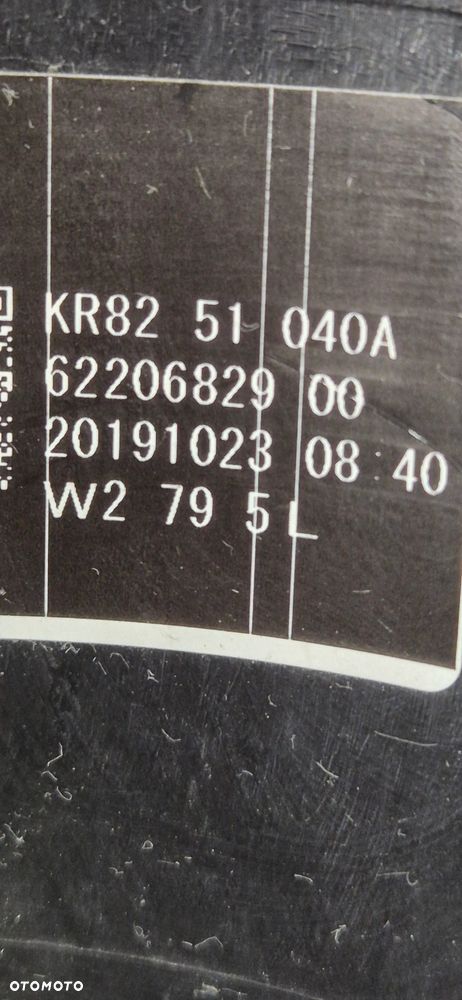 KR82 51 040A
62206829 00
20191023 08:40
W2 79 5L
OTOMOTO